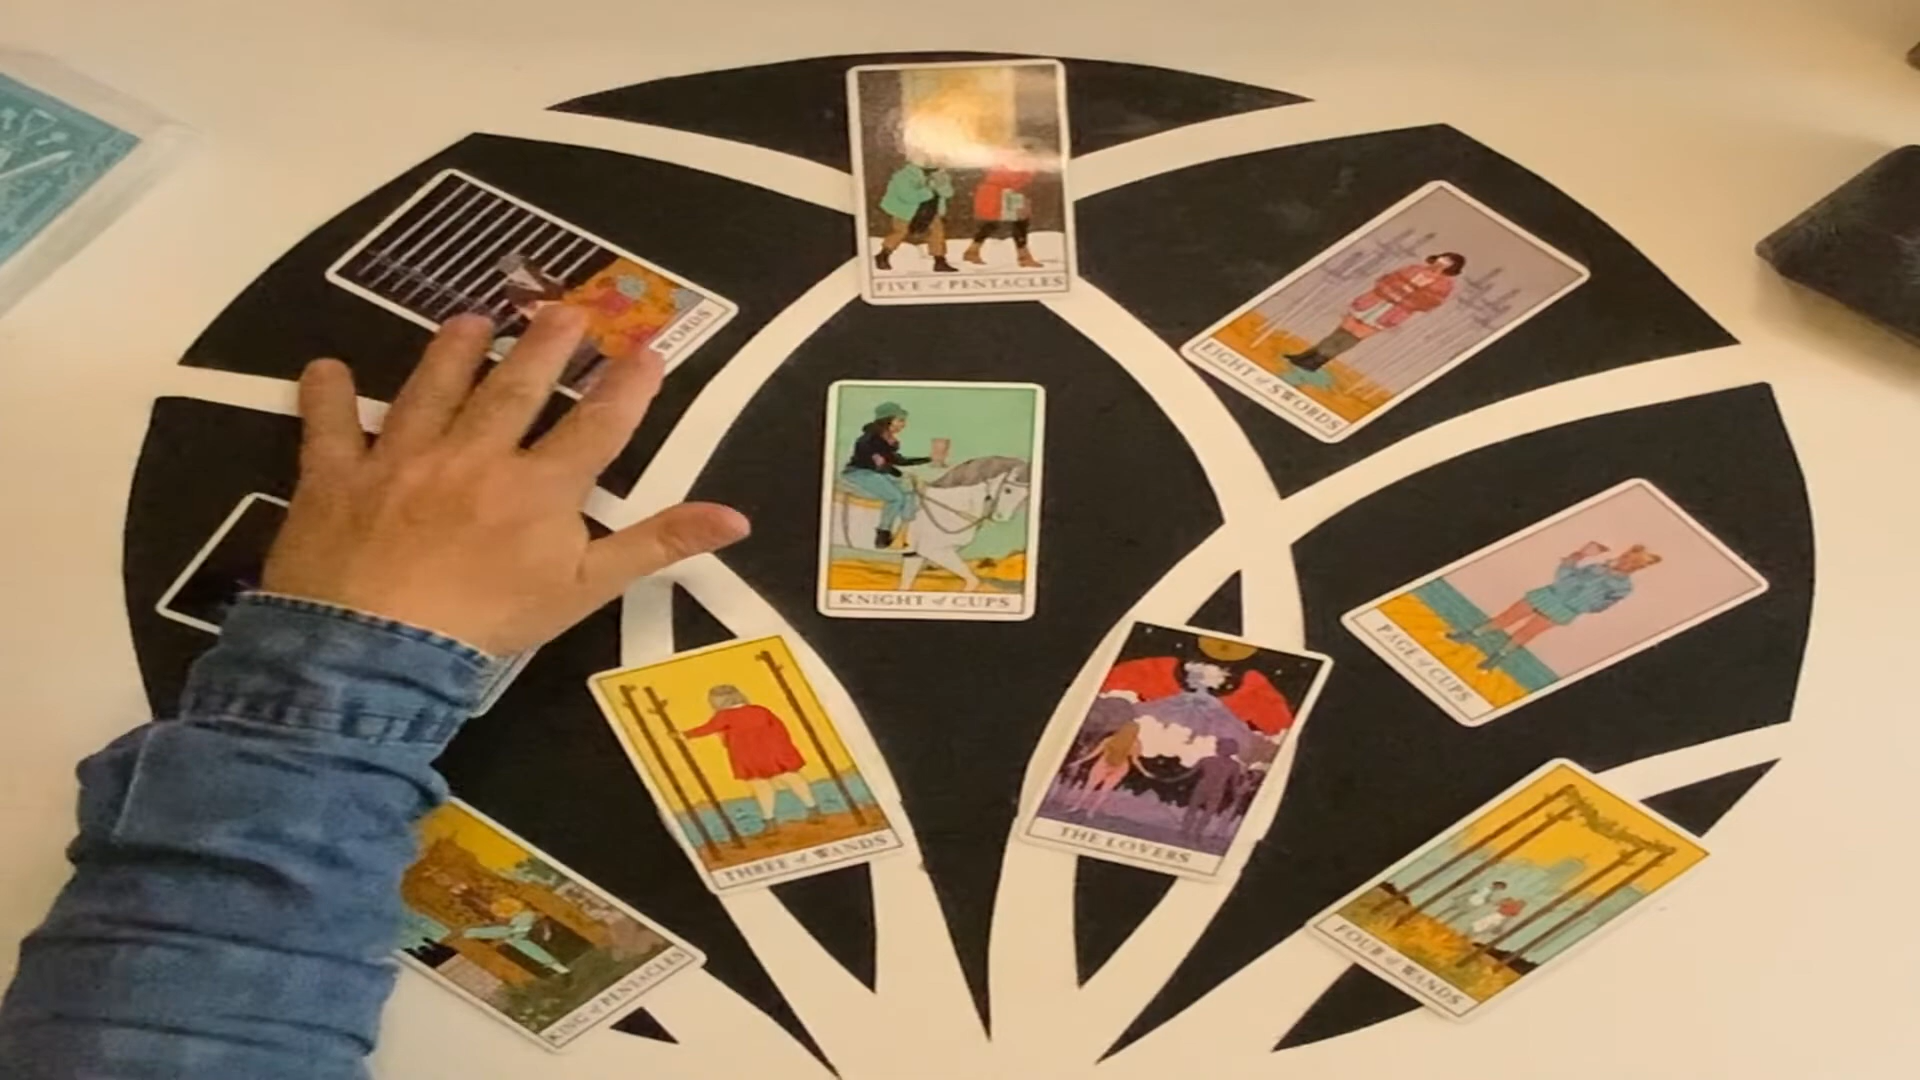 FIVE of PENTACLES
WORDS
EIGHT of SWORDS
KNIGHT of CUPS
PAGE of CUPS
THREE of WANDS
THE LOVERS
KING of PENTACLES
FOUR of WANDS